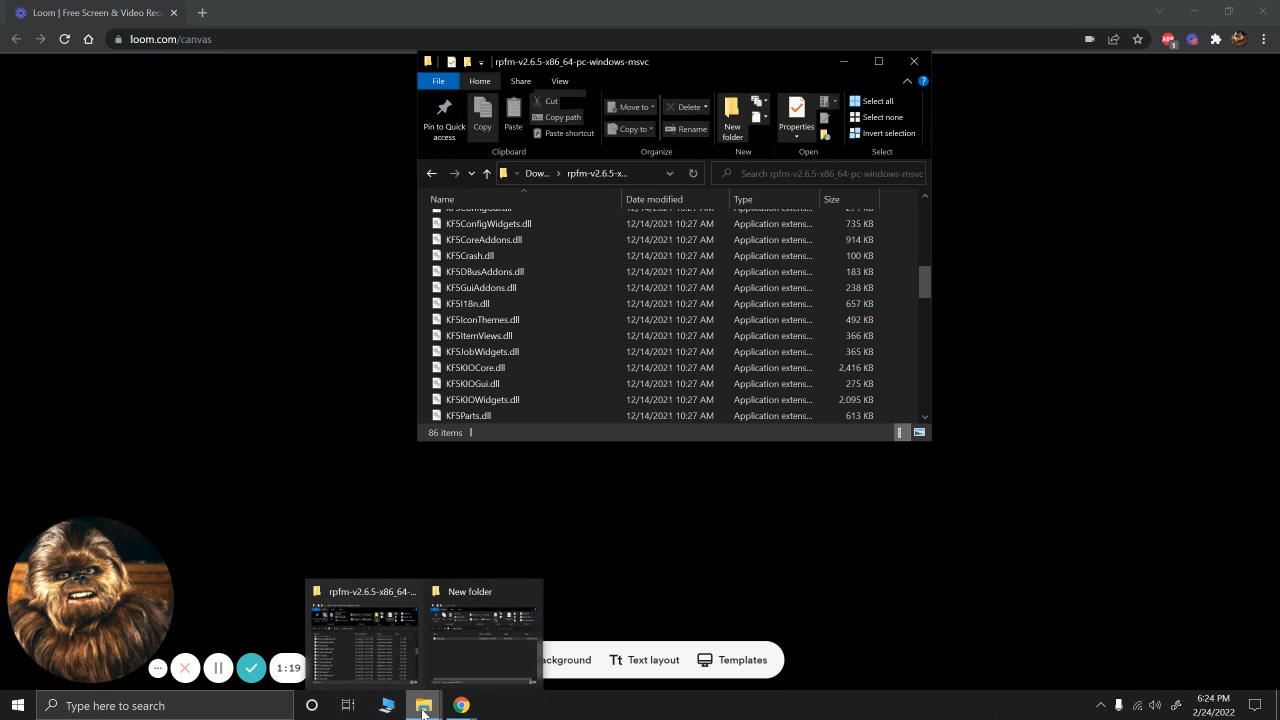 Loom | Free Screen & Video Rec
loom.com/canvas
rpfm-v2.6.5-x86_64-pc-windows-msvc
File Home Share View
Pin to Quick access
Copy
Paste
Cut
Copy path
Paste shortcut
Move to
Copy to
Delete
Rename
New folder
Properties
Select all
Select none
Invert selection
Clipboard Organize New Open Select
« Dow... > rpfm-v2.6.5-x...
Search rpfm-v2.6.5-x86_64-pc-windows-msvc
Name Date modified Type Size
KF5ConfigWidgets.dll 12/14/2021 10:27 AM Application extens... 735 KB
KF5CoreAddons.dll 12/14/2021 10:27 AM Application extens... 914 KB
KF5Crash.dll 12/14/2021 10:27 AM Application extens... 100 KB
KF5DBusAddons.dll 12/14/2021 10:27 AM Application extens... 183 KB
KF5GuiAddons.dll 12/14/2021 10:27 AM Application extens... 238 KB
KF5I18n.dll 12/14/2021 10:27 AM Application extens... 657 KB
KF5IconThemes.dll 12/14/2021 10:27 AM Application extens... 492 KB
KF5ItemViews.dll 12/14/2021 10:27 AM Application extens... 366 KB
KF5JobWidgets.dll 12/14/2021 10:27 AM Application extens... 365 KB
KF5KIOCore.dll 12/14/2021 10:27 AM Application extens... 2,416 KB
KF5KIOGui.dll 12/14/2021 10:27 AM Application extens... 275 KB
KF5KIOWidgets.dll 12/14/2021 10:27 AM Application extens... 2,095 KB
KF5Parts.dll 12/14/2021 10:27 AM Application extens... 613 KB
86 items
rpfm-v2.6.5-x86_64-... New folder
1:13
ground Text layout Templates
Type here to search
6:24 PM